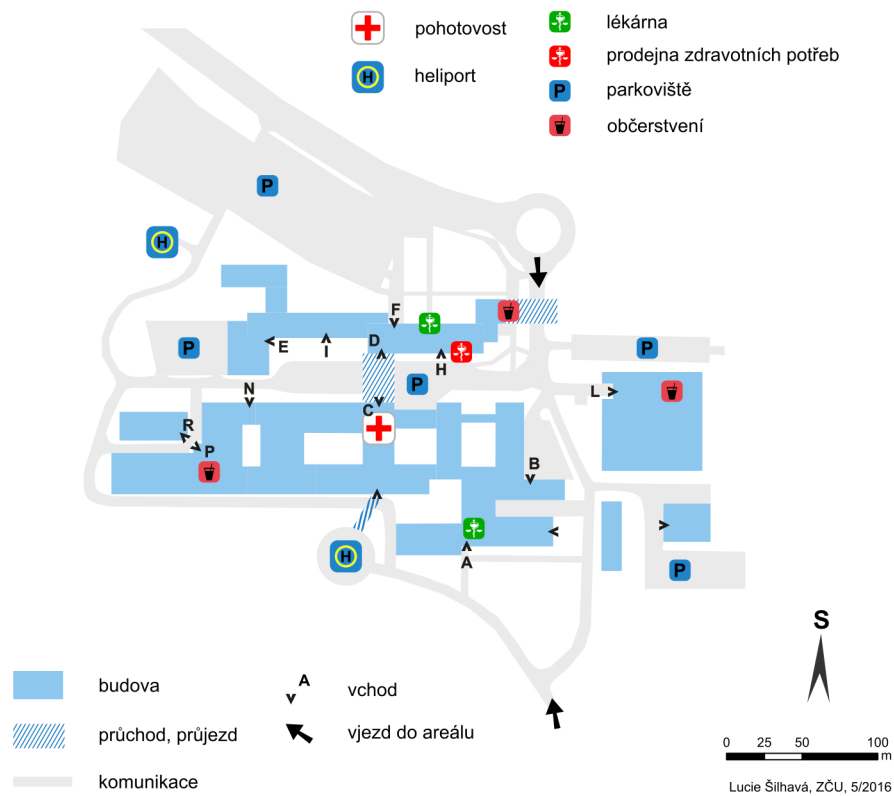 pohotovost
heliport
lékárna
prodejna zdravotních potřeb
parkoviště
občerstvení
H
H
P
P
H
F
D
E
I
H
P
P
P
N
C
L
R
P
B
A
H
P
S
budova
průchod, průjezd
komunikace
A
vchod
vjezd do areálu
0 25 50 100
m
Lucie Šilhavá, ZČU, 5/2016